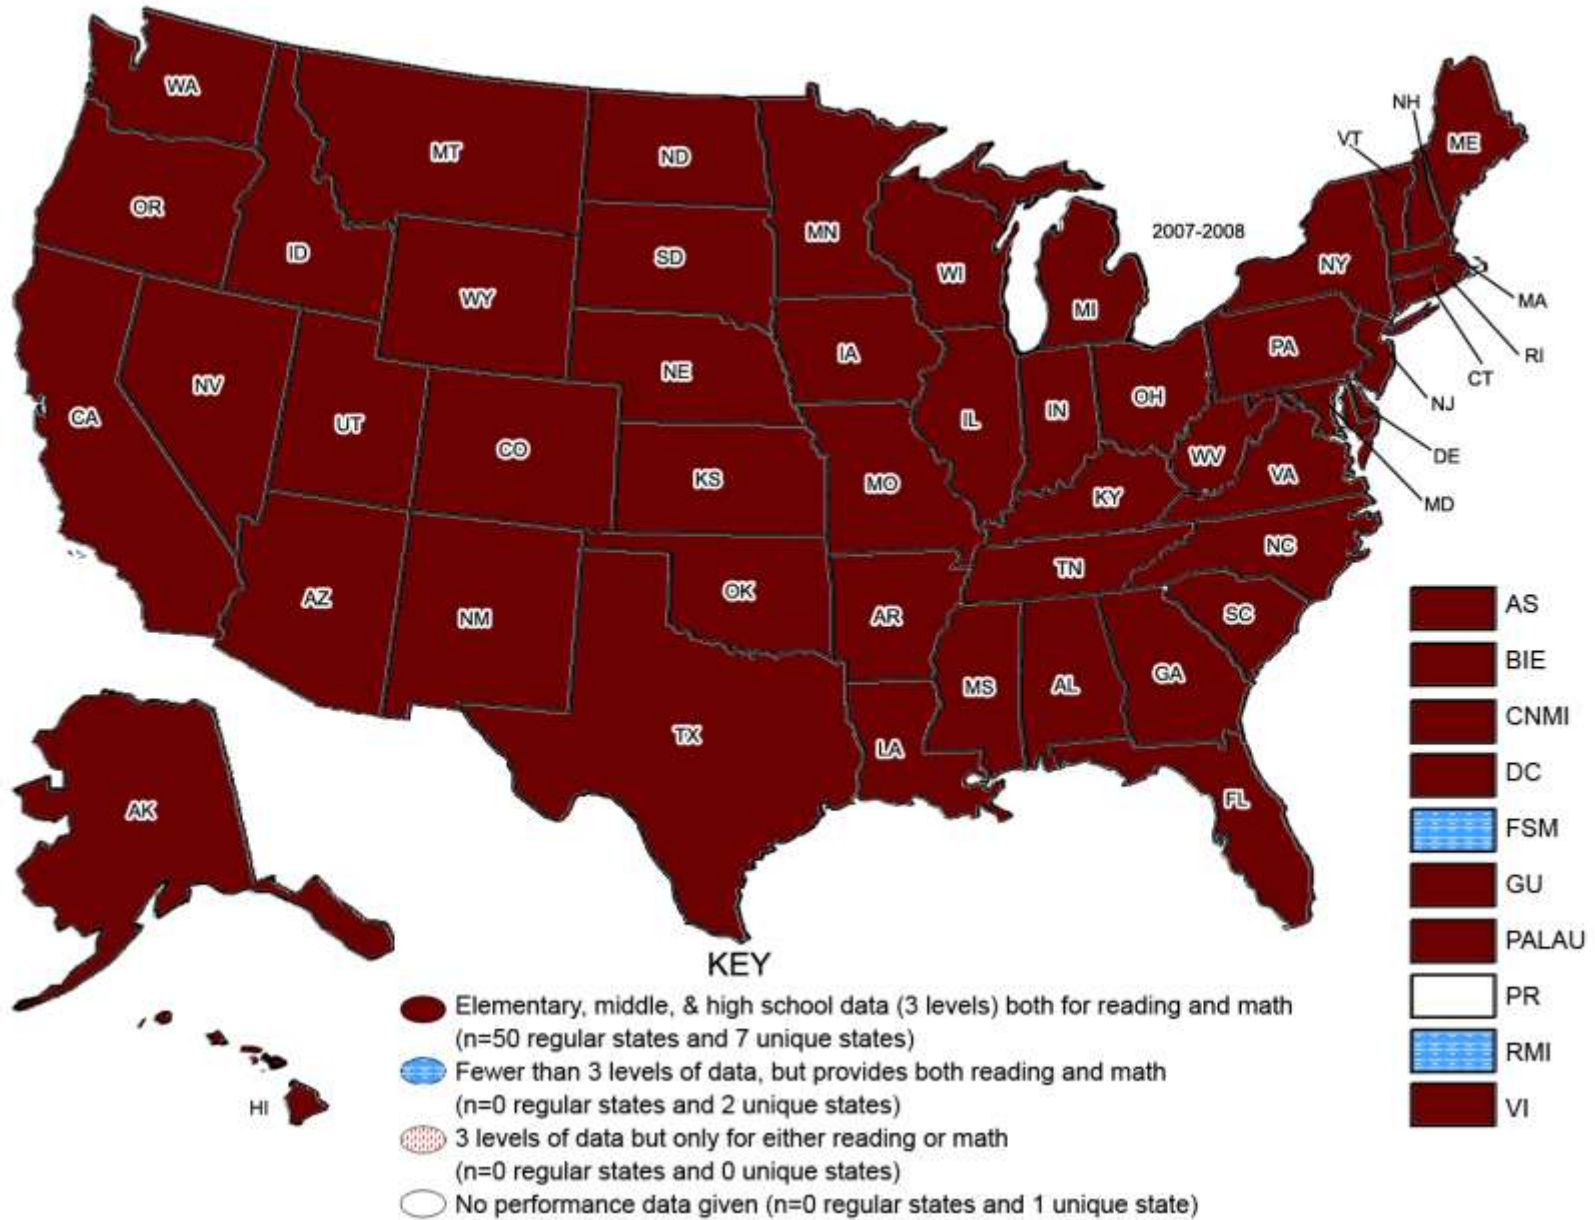 WA
MT
ND
OR
ID
SD
MN
WY
WI
MI
2007-2008
NH
VT
ME
NY
MA
RI
CT
NJ
PA
DE
MD
CA
NV
UT
CO
NE
IA
KS
MO
IL
IN
OH
WV
VA
KY
NC
TN
SC
AZ
NM
OK
AR
MS
AL
GA
TX
LA
FL
AK
HI
AS
BIE
CNMI
DC
FSM
GU
PALAU
PR
RMI
VI
KEY
Elementary, middle, & high school data (3 levels) both for reading and math
(n=50 regular states and 7 unique states)
Fewer than 3 levels of data, but provides both reading and math
(n=0 regular states and 2 unique states)
3 levels of data but only for either reading or math
(n=0 regular states and 0 unique states)
No performance data given (n=0 regular states and 1 unique state)